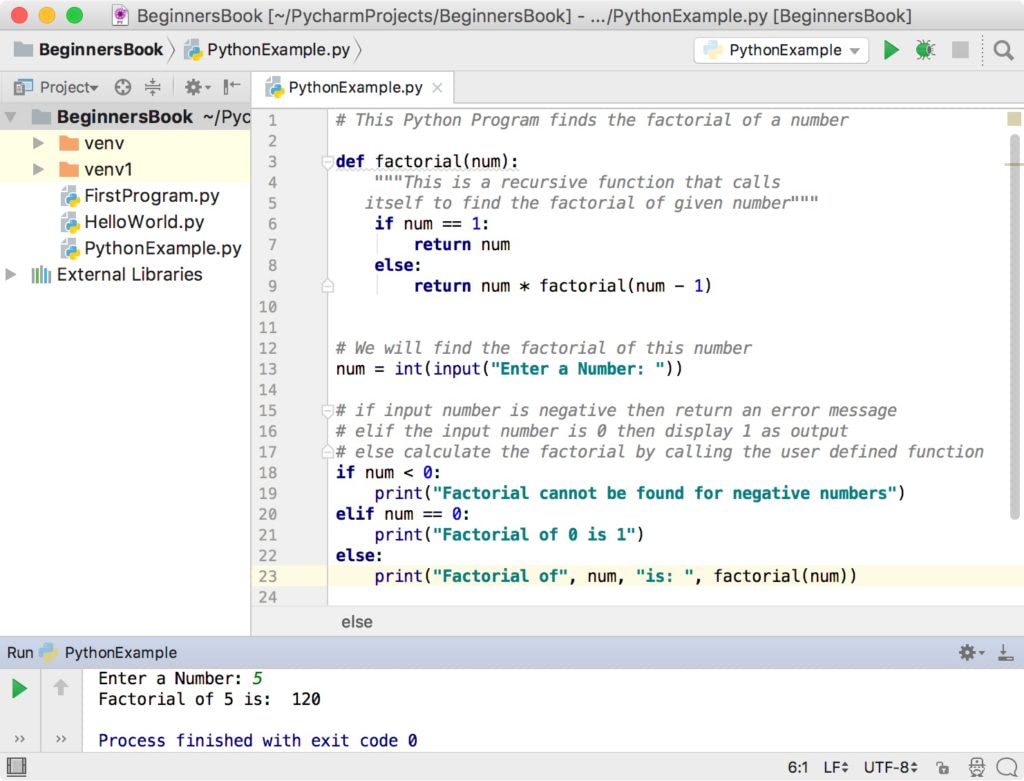 BeginnersBook [~/PycharmProjects/BeginnersBook] - .../PythonExample.py [BeginnersBook]
BeginnersBook PythonExample.py PythonExample
Project PythonExample.py
BeginnersBook ~/Pyc
venv
venv1
FirstProgram.py
HelloWorld.py
PythonExample.py
External Libraries
1 # This Python Program finds the factorial of a number
2
3 def factorial(num):
4     """This is a recursive function that calls
5    itself to find the factorial of given number"""
6     if num == 1:
7         return num
8     else:
9         return num * factorial(num - 1)
10
11
12 # We will find the factorial of this number
13 num = int(input("Enter a Number: "))
14
15 # if input number is negative then return an error message
16 # elif the input number is 0 then display 1 as output
17 # else calculate the factorial by calling the user defined function
18 if num < 0:
19     print("Factorial cannot be found for negative numbers")
20 elif num == 0:
21     print("Factorial of 0 is 1")
22 else:
23     print("Factorial of", num, "is: ", factorial(num))
24
else
Run PythonExample
Enter a Number: 5
Factorial of 5 is:  120
Process finished with exit code 0
6:1 LF UTF-8